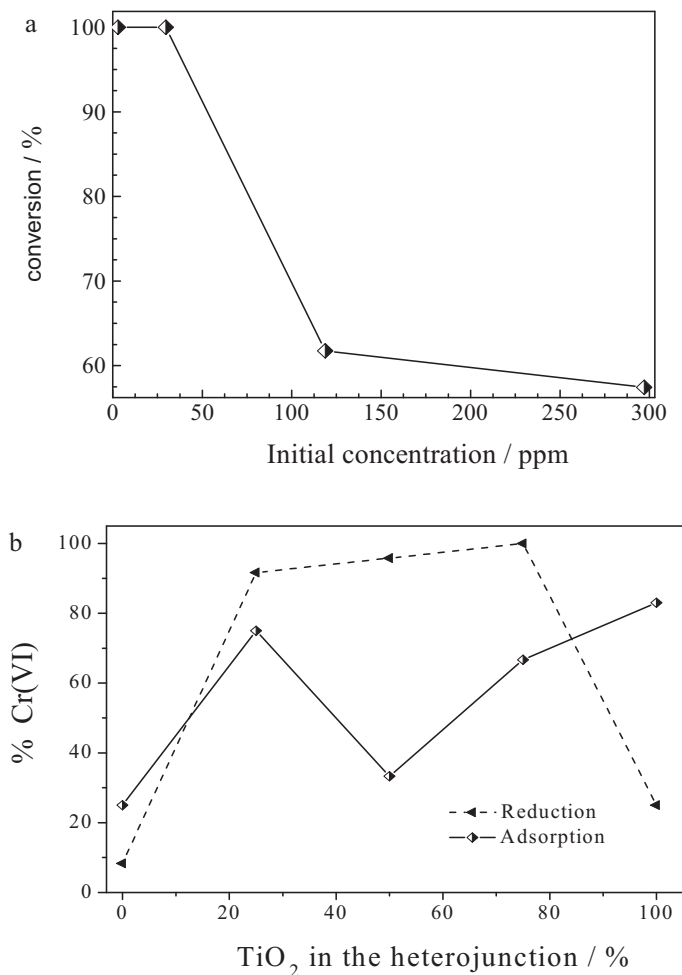 a
100
90
80
70
60
conversion / %
0 50 100 150 200 250 300
Initial concentration / ppm
b
100
80
60
40
20
0
% Cr(VI)
Reduction
Adsorption
0 20 40 60 80 100
TiO2 in the heterojunction / %